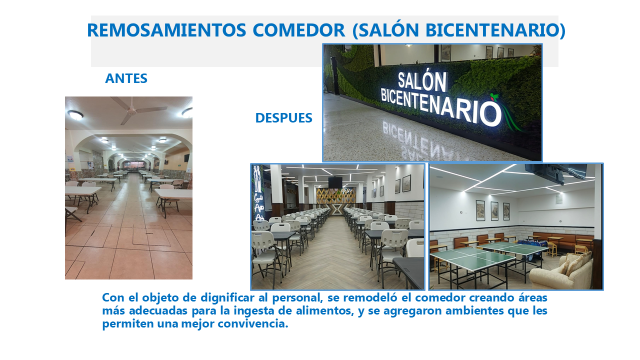 REMOSAMIENTOS COMEDOR (SALÓN BICENTENARIO)
ANTES
DESPUES
SALÓN
BICENTENARIO
Con el objeto de dignificar al personal, se remodeló el comedor creando áreas
más adecuadas para la ingesta de alimentos, y se agregaron ambientes que les
permiten una mejor convivencia.